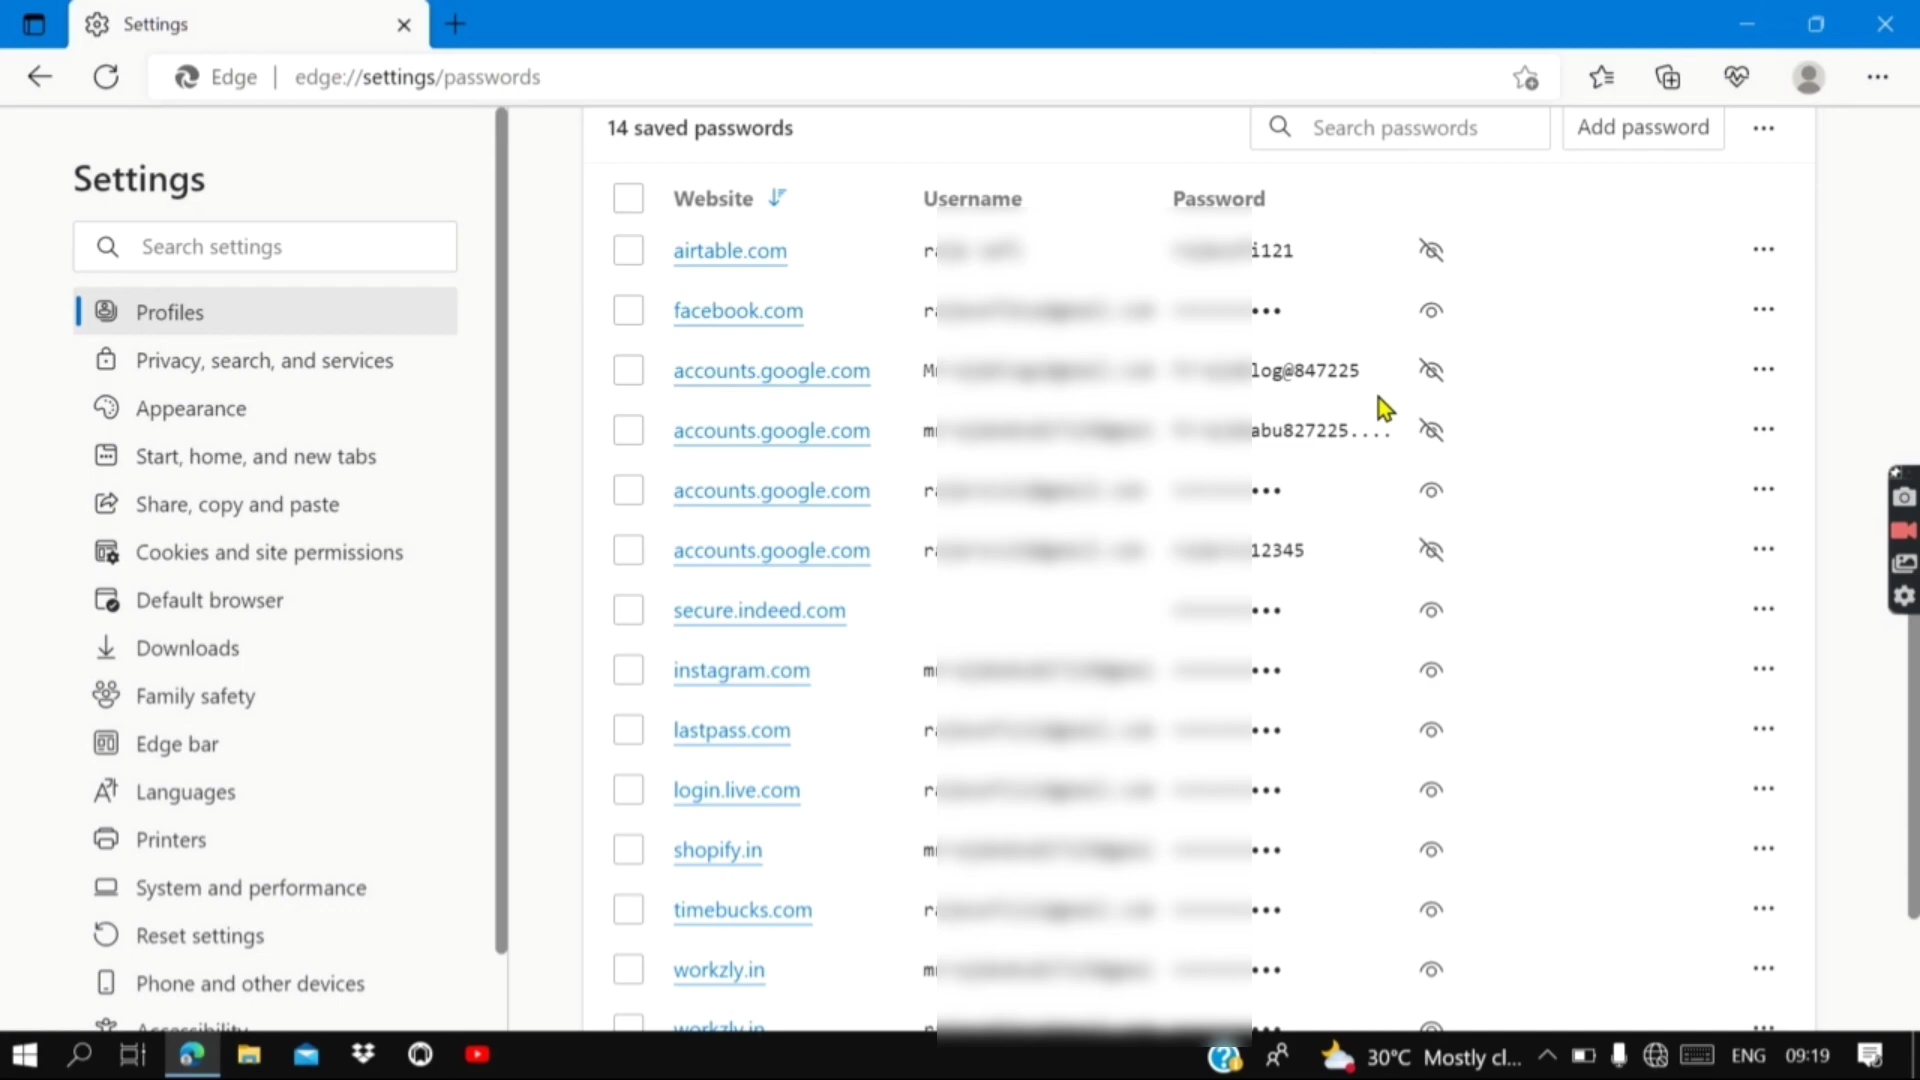 Settings
Edge | edge://settings/passwords
14 saved passwords
Search passwords
Add password
Settings
Search settings
Profiles
Privacy, search, and services
Appearance
Start, home, and new tabs
Share, copy and paste
Cookies and site permissions
Default browser
Downloads
Family safety
Edge bar
Languages
Printers
System and performance
Reset settings
Phone and other devices
Accessibility
Website Username Password
airtable.com i121
facebook.com •••
accounts.google.com log@847225
accounts.google.com abu827225....
accounts.google.com •••
accounts.google.com 12345
secure.indeed.com •••
instagram.com •••
lastpass.com •••
login.live.com •••
shopify.in •••
timebucks.com •••
workzly.in •••
workzly.in
30°C Mostly cl... ENG 09:19